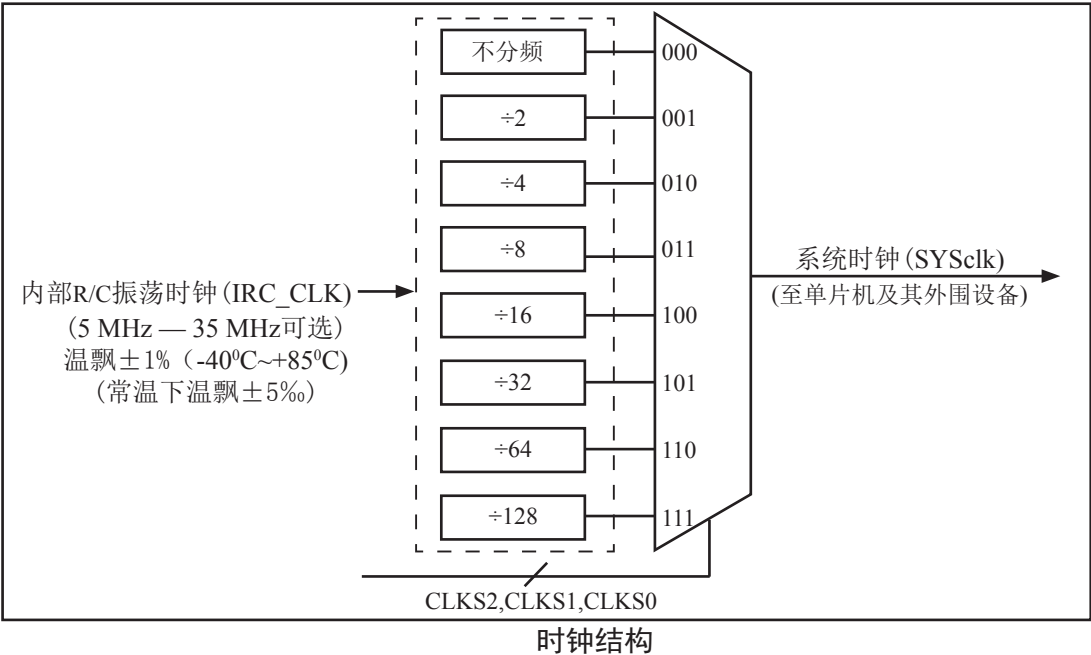 不分频
000
÷2
001
÷4
010
÷8
011
÷16
100
÷32
101
÷64
110
÷128
111
内部R/C振荡时钟(IRC_CLK)
(5 MHz — 35 MHz可选)
温飘±1% (-40⁰C~+85⁰C)
(常温下温飘±5‰)
系统时钟(SYSclk)
(至单片机及其外围设备)
CLKS2,CLKS1,CLKS0
时钟结构